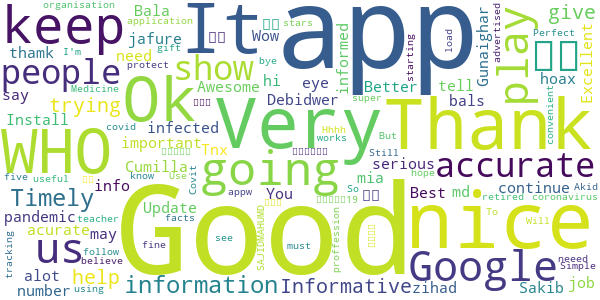 keep It app play give
organisation Bala application jafure gift I'm stars Wow need bye
thamk people show Awesome hi eye informed starting Gunaighar hoax load advertised Perfect Excellent
say trying Ok Debidwer Better tell bals super convenient
Install Medicine protect infected Very Thank
WHO covid important Tnx Hhhh works But
five info useful Cumilla going mia serious accurate
Timely know Use Covit You So Best md continue Akid
pandemic Update teacher appw Good nice retired coronavirus To Will
us acurate may facts SAJIDMAHUMD proffression hope
tracking alot follow believe fine see must Google neeed Simple
number using help information Informative zihad Still Sakib job